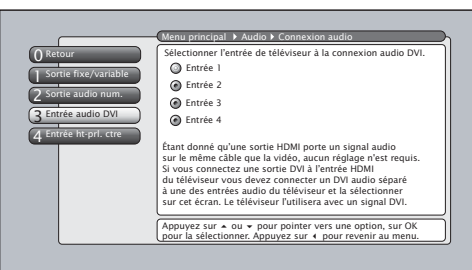 Menu principal ▸ Audio ▸ Connexion audio
0 Retour
1 Sortie fixe/variable
2 Sortie audio num.
3 Entrée audio DVI
4 Entrée ht-prl. ctre
Sélectionner l'entrée de téléviseur à la connexion audio DVI.
Entrée 1
Entrée 2
Entrée 3
Entrée 4
Étant donné qu'une sortie HDMI porte un signal audio
sur le même câble que la vidéo, aucun réglage n'est requis.
Si vous connectez une sortie DVI à l'entrée HDMI
du téléviseur vous devez connecter un DVI audio séparé
à une des entrées audio du téléviseur et la sélectionner
sur cet écran. Le téléviseur l'utilisera avec un signal DVI.
Appuyez sur ▴ ou ▾ pour pointer vers une option, sur OK
pour la sélectionner. Appuyez sur ◂ pour revenir au menu.